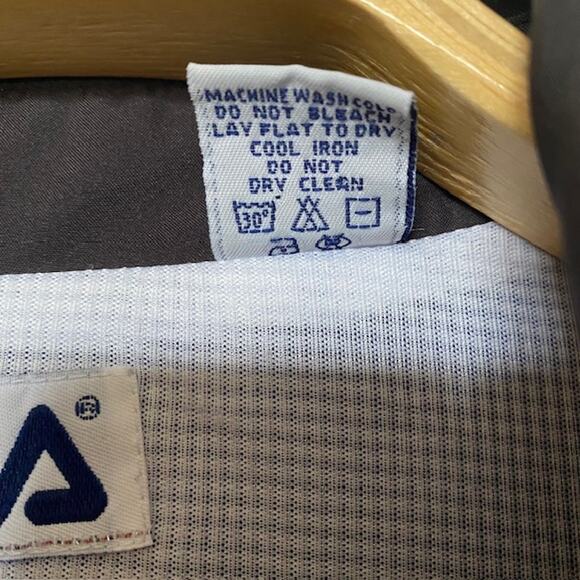 MACHINE WASH COLD
DO NOT BLEACH
LAY FLAT TO DRY
COOL IRON
DO NOT
DRY CLEAN
30°
A®